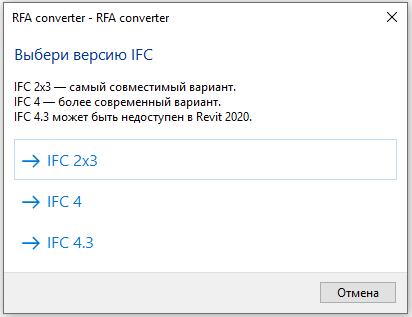 RFA converter - RFA converter
Выбери версию IFC
IFC 2x3 — самый совместимый вариант.
IFC 4 — более современный вариант.
IFC 4.3 может быть недоступен в Revit 2020.
IFC 2x3
IFC 4
IFC 4.3
Отмена